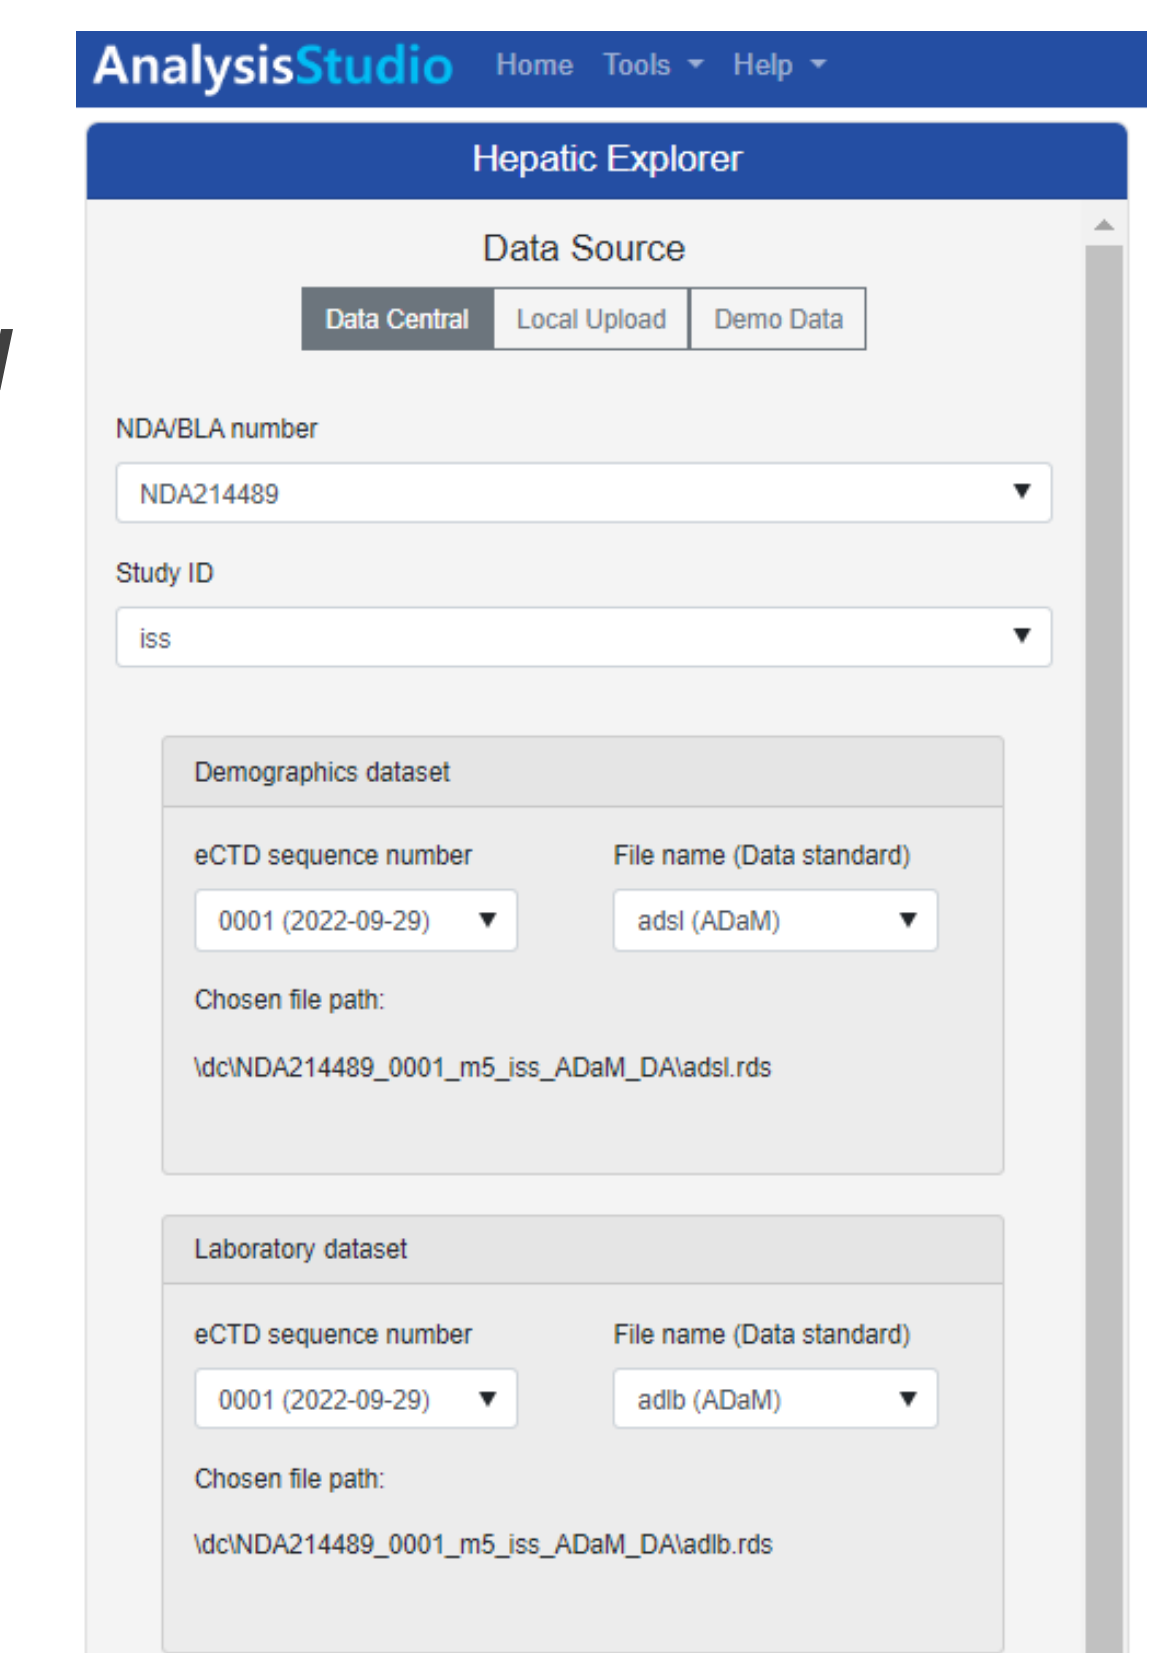 AnalysisStudio Home Tools Help
Hepatic Explorer
Data Source
Data Central Local Upload Demo Data
NDA/BLA number
NDA214489
Study ID
iss
Demographics dataset
eCTD sequence number File name (Data standard)
0001 (2022-09-29) adsl (ADaM)
Chosen file path:
\dc\NDA214489_0001_m5_iss_ADaM_DA\adsl.rds
Laboratory dataset
eCTD sequence number File name (Data standard)
0001 (2022-09-29) adlb (ADaM)
Chosen file path:
\dc\NDA214489_0001_m5_iss_ADaM_DA\adlb.rds